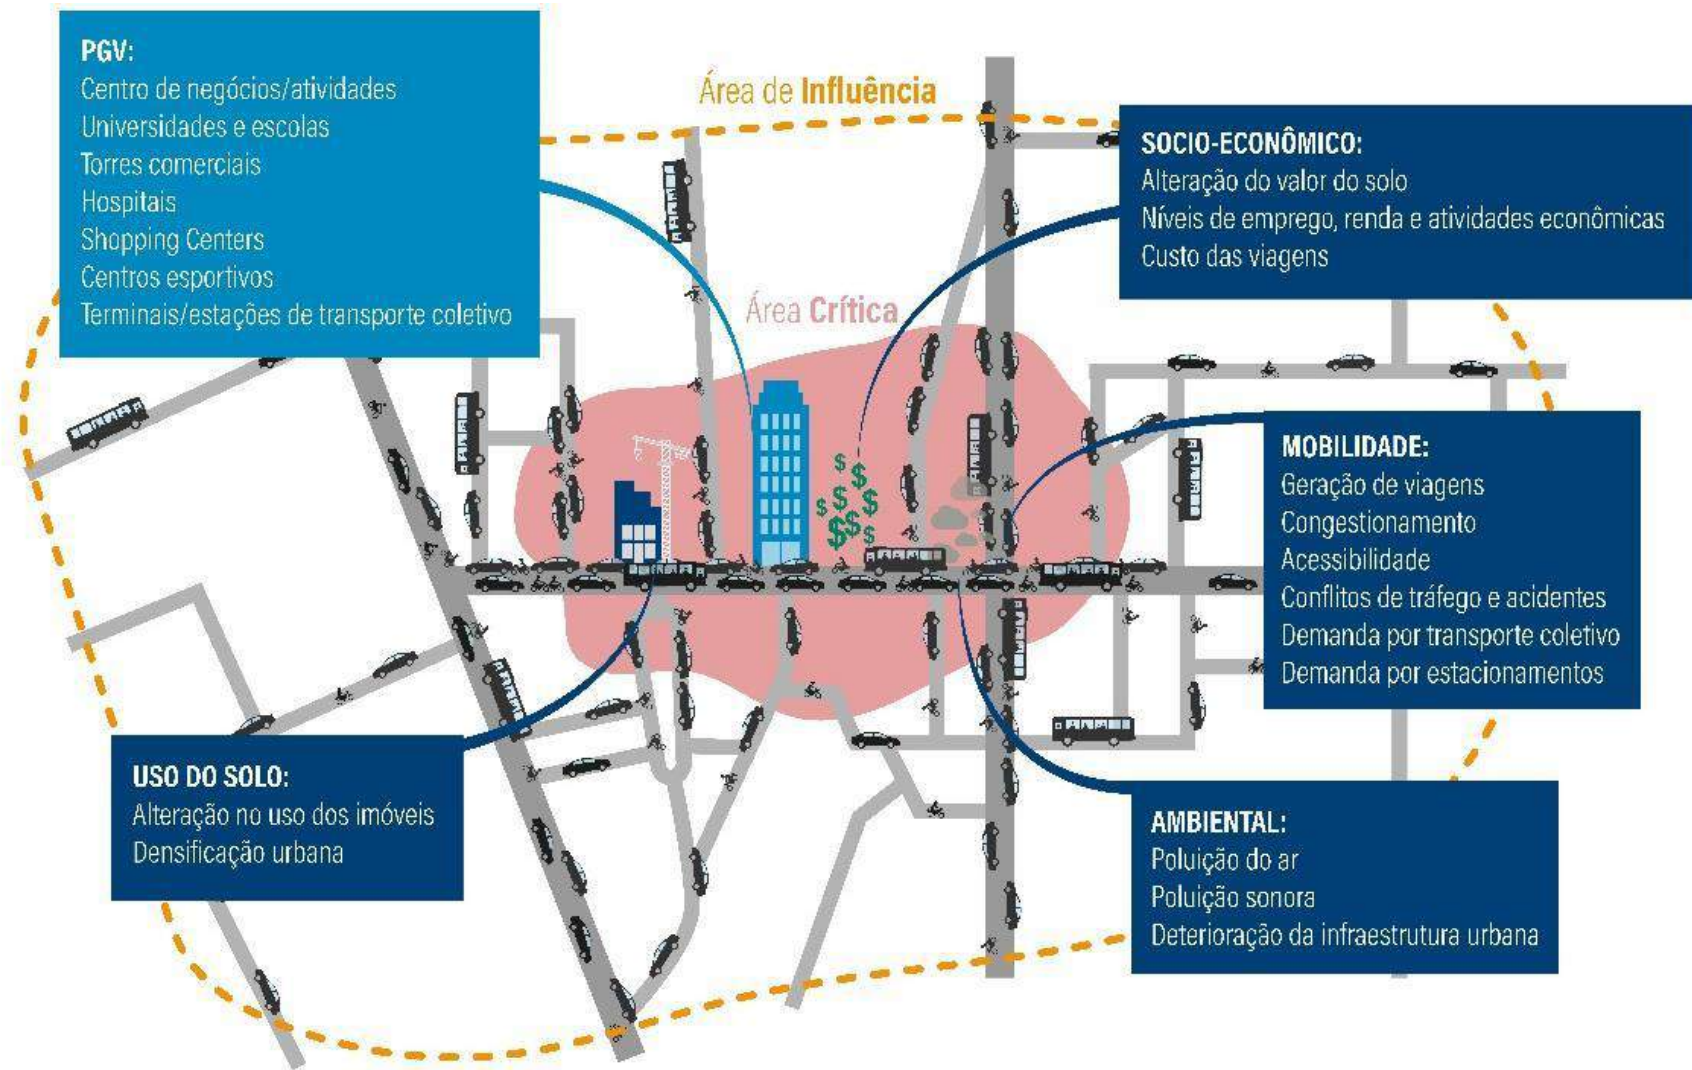 PGV:
Centro de negócios/atividades
Universidades e escolas
Torres comerciais
Hospitais
Shopping Centers
Centros esportivos
Terminais/estações de transporte coletivo
Área de Influência
SOCIO-ECONÔMICO:
Alteração do valor do solo
Níveis de emprego, renda e atividades econômicas
Custo das viagens
Área Crítica
MOBILIDADE:
Geração de viagens
Congestionamento
Acessibilidade
Conflitos de tráfego e acidentes
Demanda por transporte coletivo
Demanda por estacionamentos
USO DO SOLO:
Alteração no uso dos imóveis
Densificação urbana
AMBIENTAL:
Poluição do ar
Poluição sonora
Deterioração da infraestrutura urbana